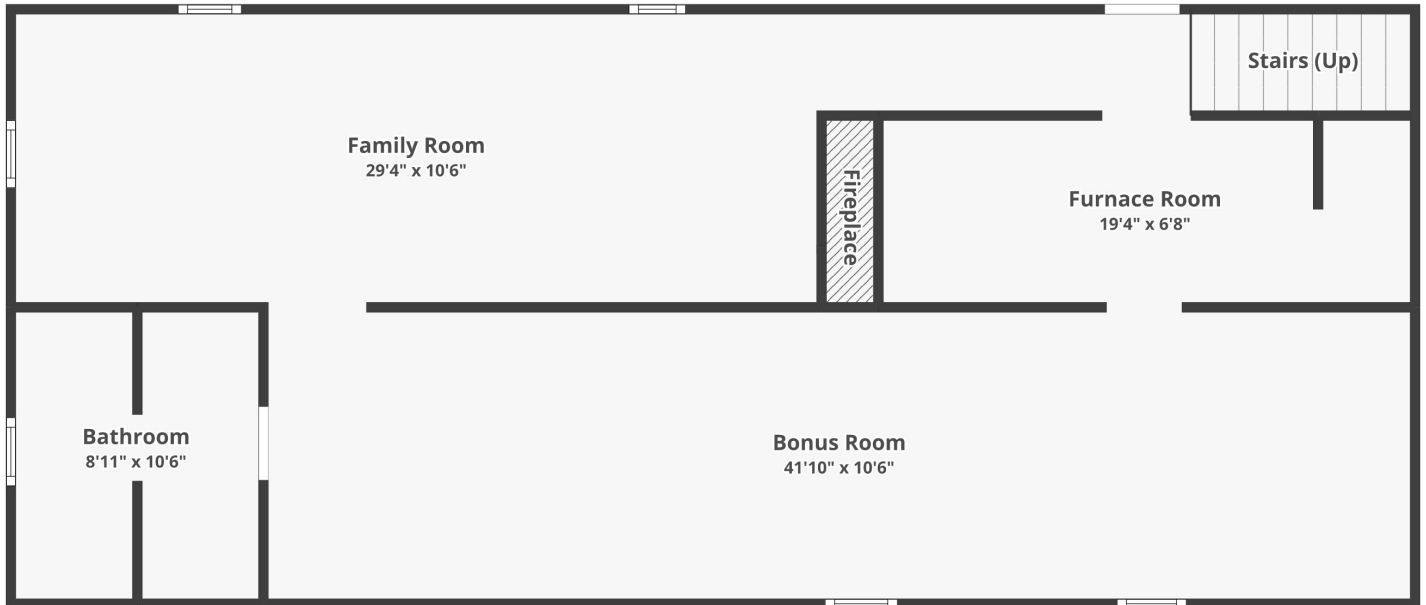 Stairs (Up)
Family Room
29'4" x 10'6"
Fireplace
Furnace Room
19'4" x 6'8"
Bathroom
8'11" x 10'6"
Bonus Room
41'10" x 10'6"